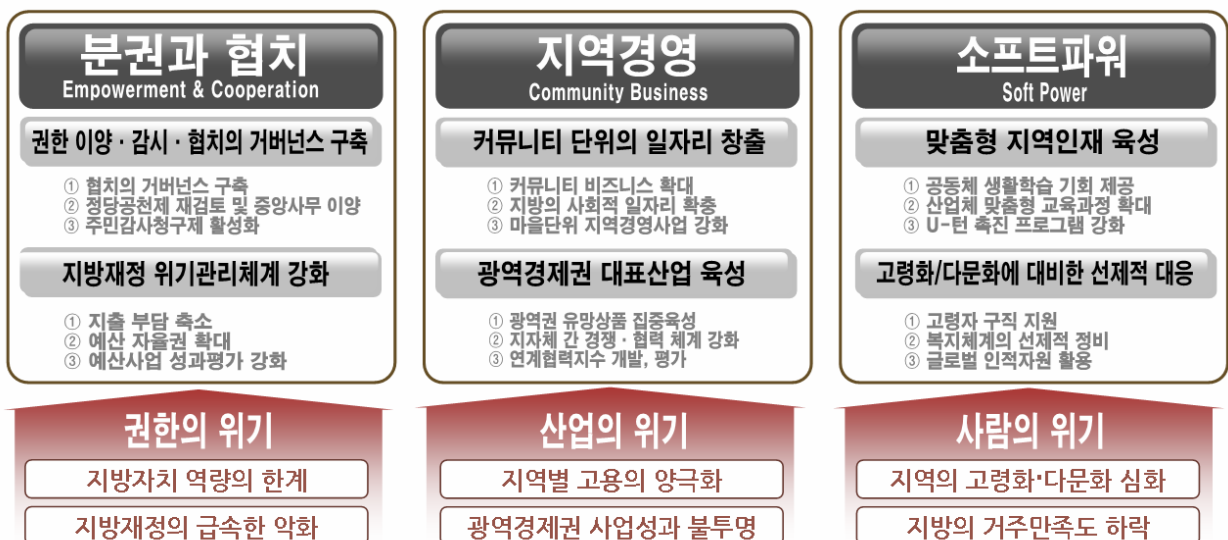 분권과 협치
Empowerment & Cooperation
권한 이양 · 감시 · 협치의 거버넌스 구축
① 협치의 거버넌스 구축
② 정당공천제 재검토 및 중앙사무 이양
③ 주민감사청구제 활성화
지방재정 위기관리체계 강화
① 지출 부담 축소
② 예산 자율권 확대
③ 예산사업 성과평가 강화
권한의 위기
지방자치 역량의 한계
지방재정의 급속한 악화
지역경영
Community Business
커뮤니티 단위의 일자리 창출
① 커뮤니티 비즈니스 확대
② 지방의 사회적 일자리 확충
③ 마을단위 지역경영사업 강화
광역경제권 대표산업 육성
① 광역권 유망상품 집중육성
② 지자체 간 경쟁 · 협력 체계 강화
③ 연계협력지수 개발, 평가
산업의 위기
지역별 고용의 양극화
광역경제권 사업성과 불투명
소프트파워
Soft Power
맞춤형 지역인재 육성
① 공동체 생활학습 기회 제공
② 산업체 맞춤형 교육과정 확대
③ U-턴 촉진 프로그램 강화
고령화/다문화에 대비한 선제적 대응
① 고령자 구직 지원
② 복지체계의 선제적 정비
③ 글로벌 인적자원 활용
사람의 위기
지역의 고령화·다문화 심화
지방의 거주만족도 하락